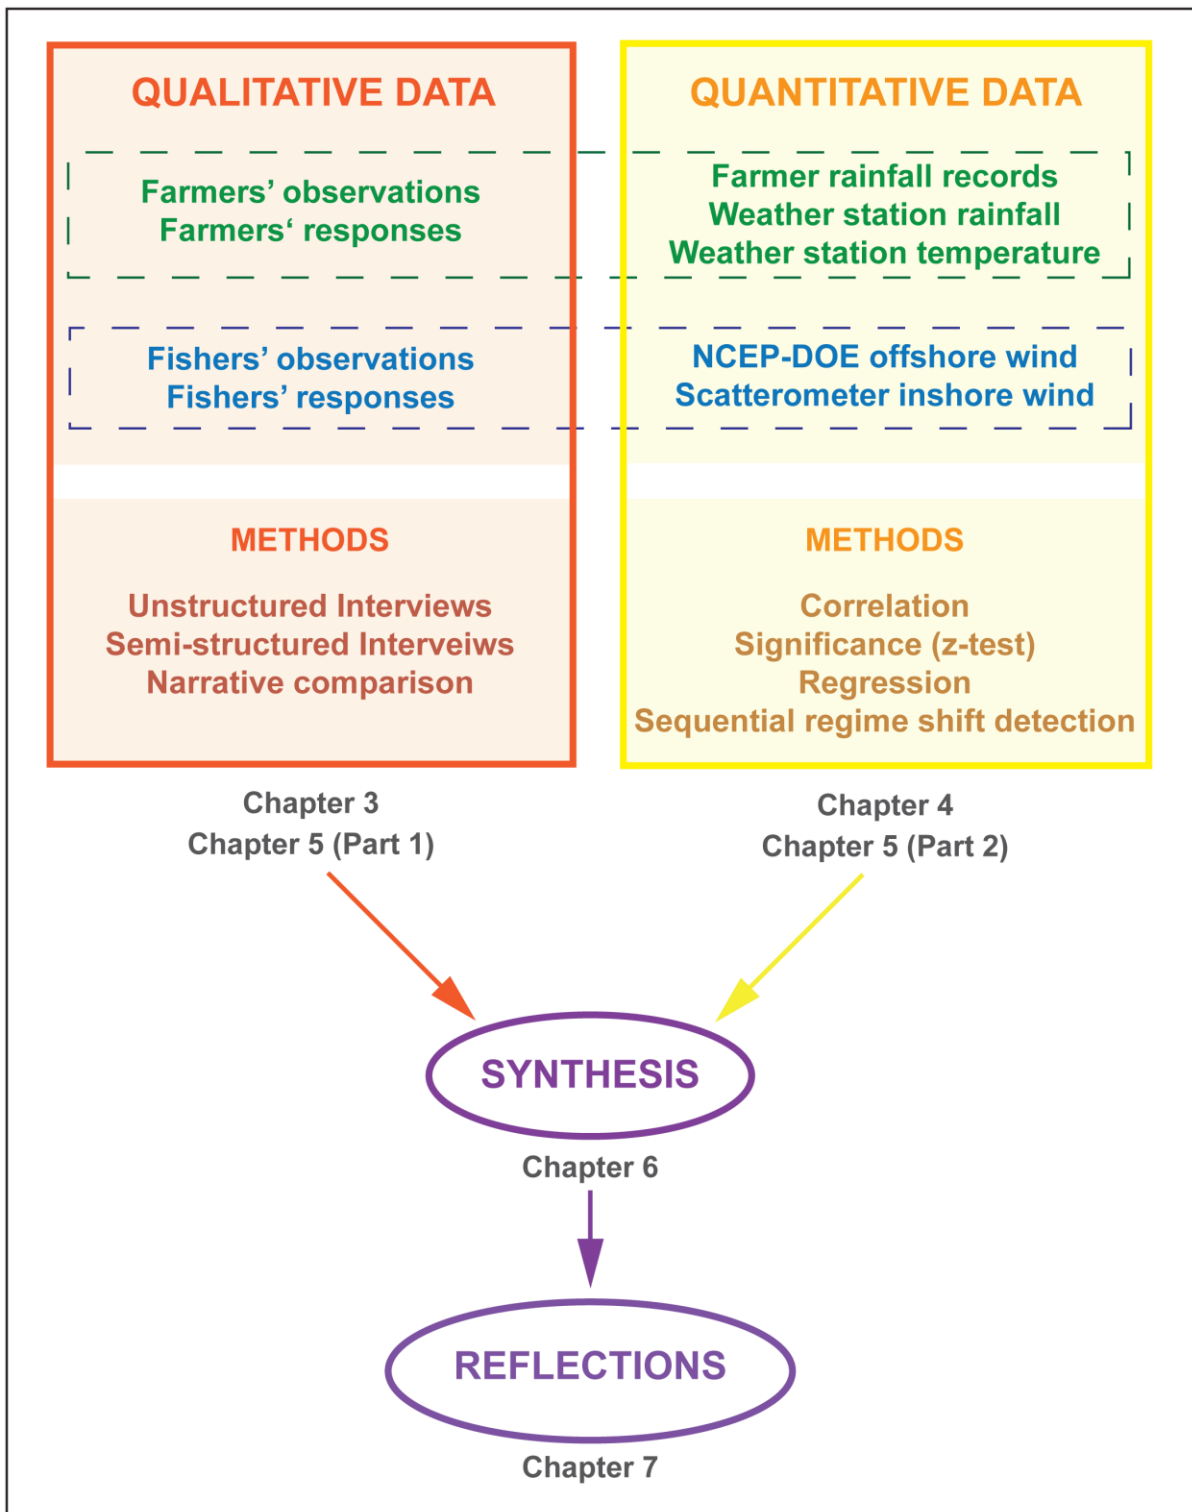 QUALITATIVE DATA
Farmers’ observations
Farmers‘ responses
Fishers’ observations
Fishers’ responses
METHODS
Unstructured Interviews
Semi-structured Interveiws
Narrative comparison
Chapter 3
Chapter 5 (Part 1)
QUANTITATIVE DATA
Farmer rainfall records
Weather station rainfall
Weather station temperature
NCEP-DOE offshore wind
Scatterometer inshore wind
METHODS
Correlation
Significance (z-test)
Regression
Sequential regime shift detection
Chapter 4
Chapter 5 (Part 2)
SYNTHESIS
Chapter 6
REFLECTIONS
Chapter 7